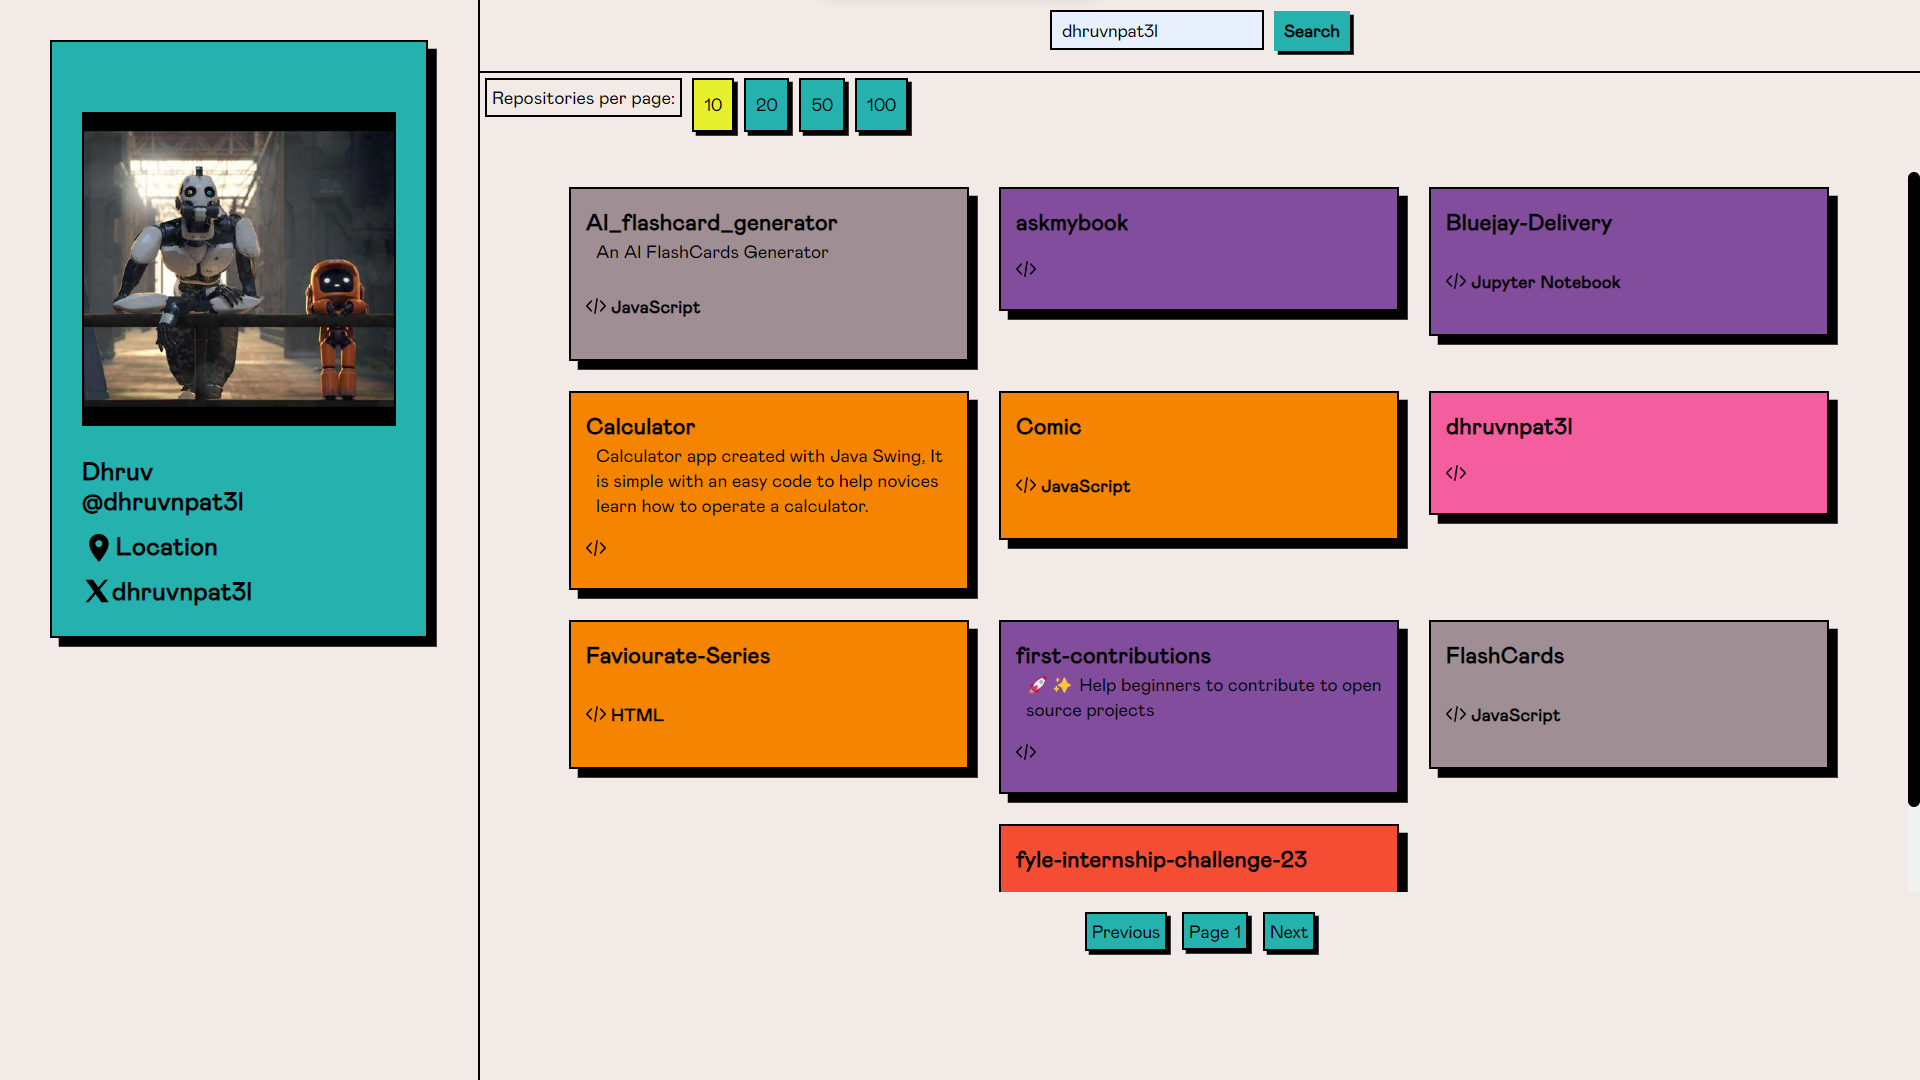 dhruvnpat3l
Search
Repositories per page:
10
20
50
100
Dhruv
@dhruvnpat3l
Location
dhruvnpat3l
AI_flashcard_generator
An AI FlashCards Generator
</> JavaScript
askmybook
</>
Bluejay-Delivery
</> Jupyter Notebook
Calculator
Calculator app created with Java Swing, It
is simple with an easy code to help novices
learn how to operate a calculator.
</>
Comic
</> JavaScript
dhruvnpat3l
</>
Faviourate-Series
</> HTML
first-contributions
🚀✨ Help beginners to contribute to open
source projects
</>
FlashCards
</> JavaScript
fyle-internship-challenge-23
Previous
Page 1
Next